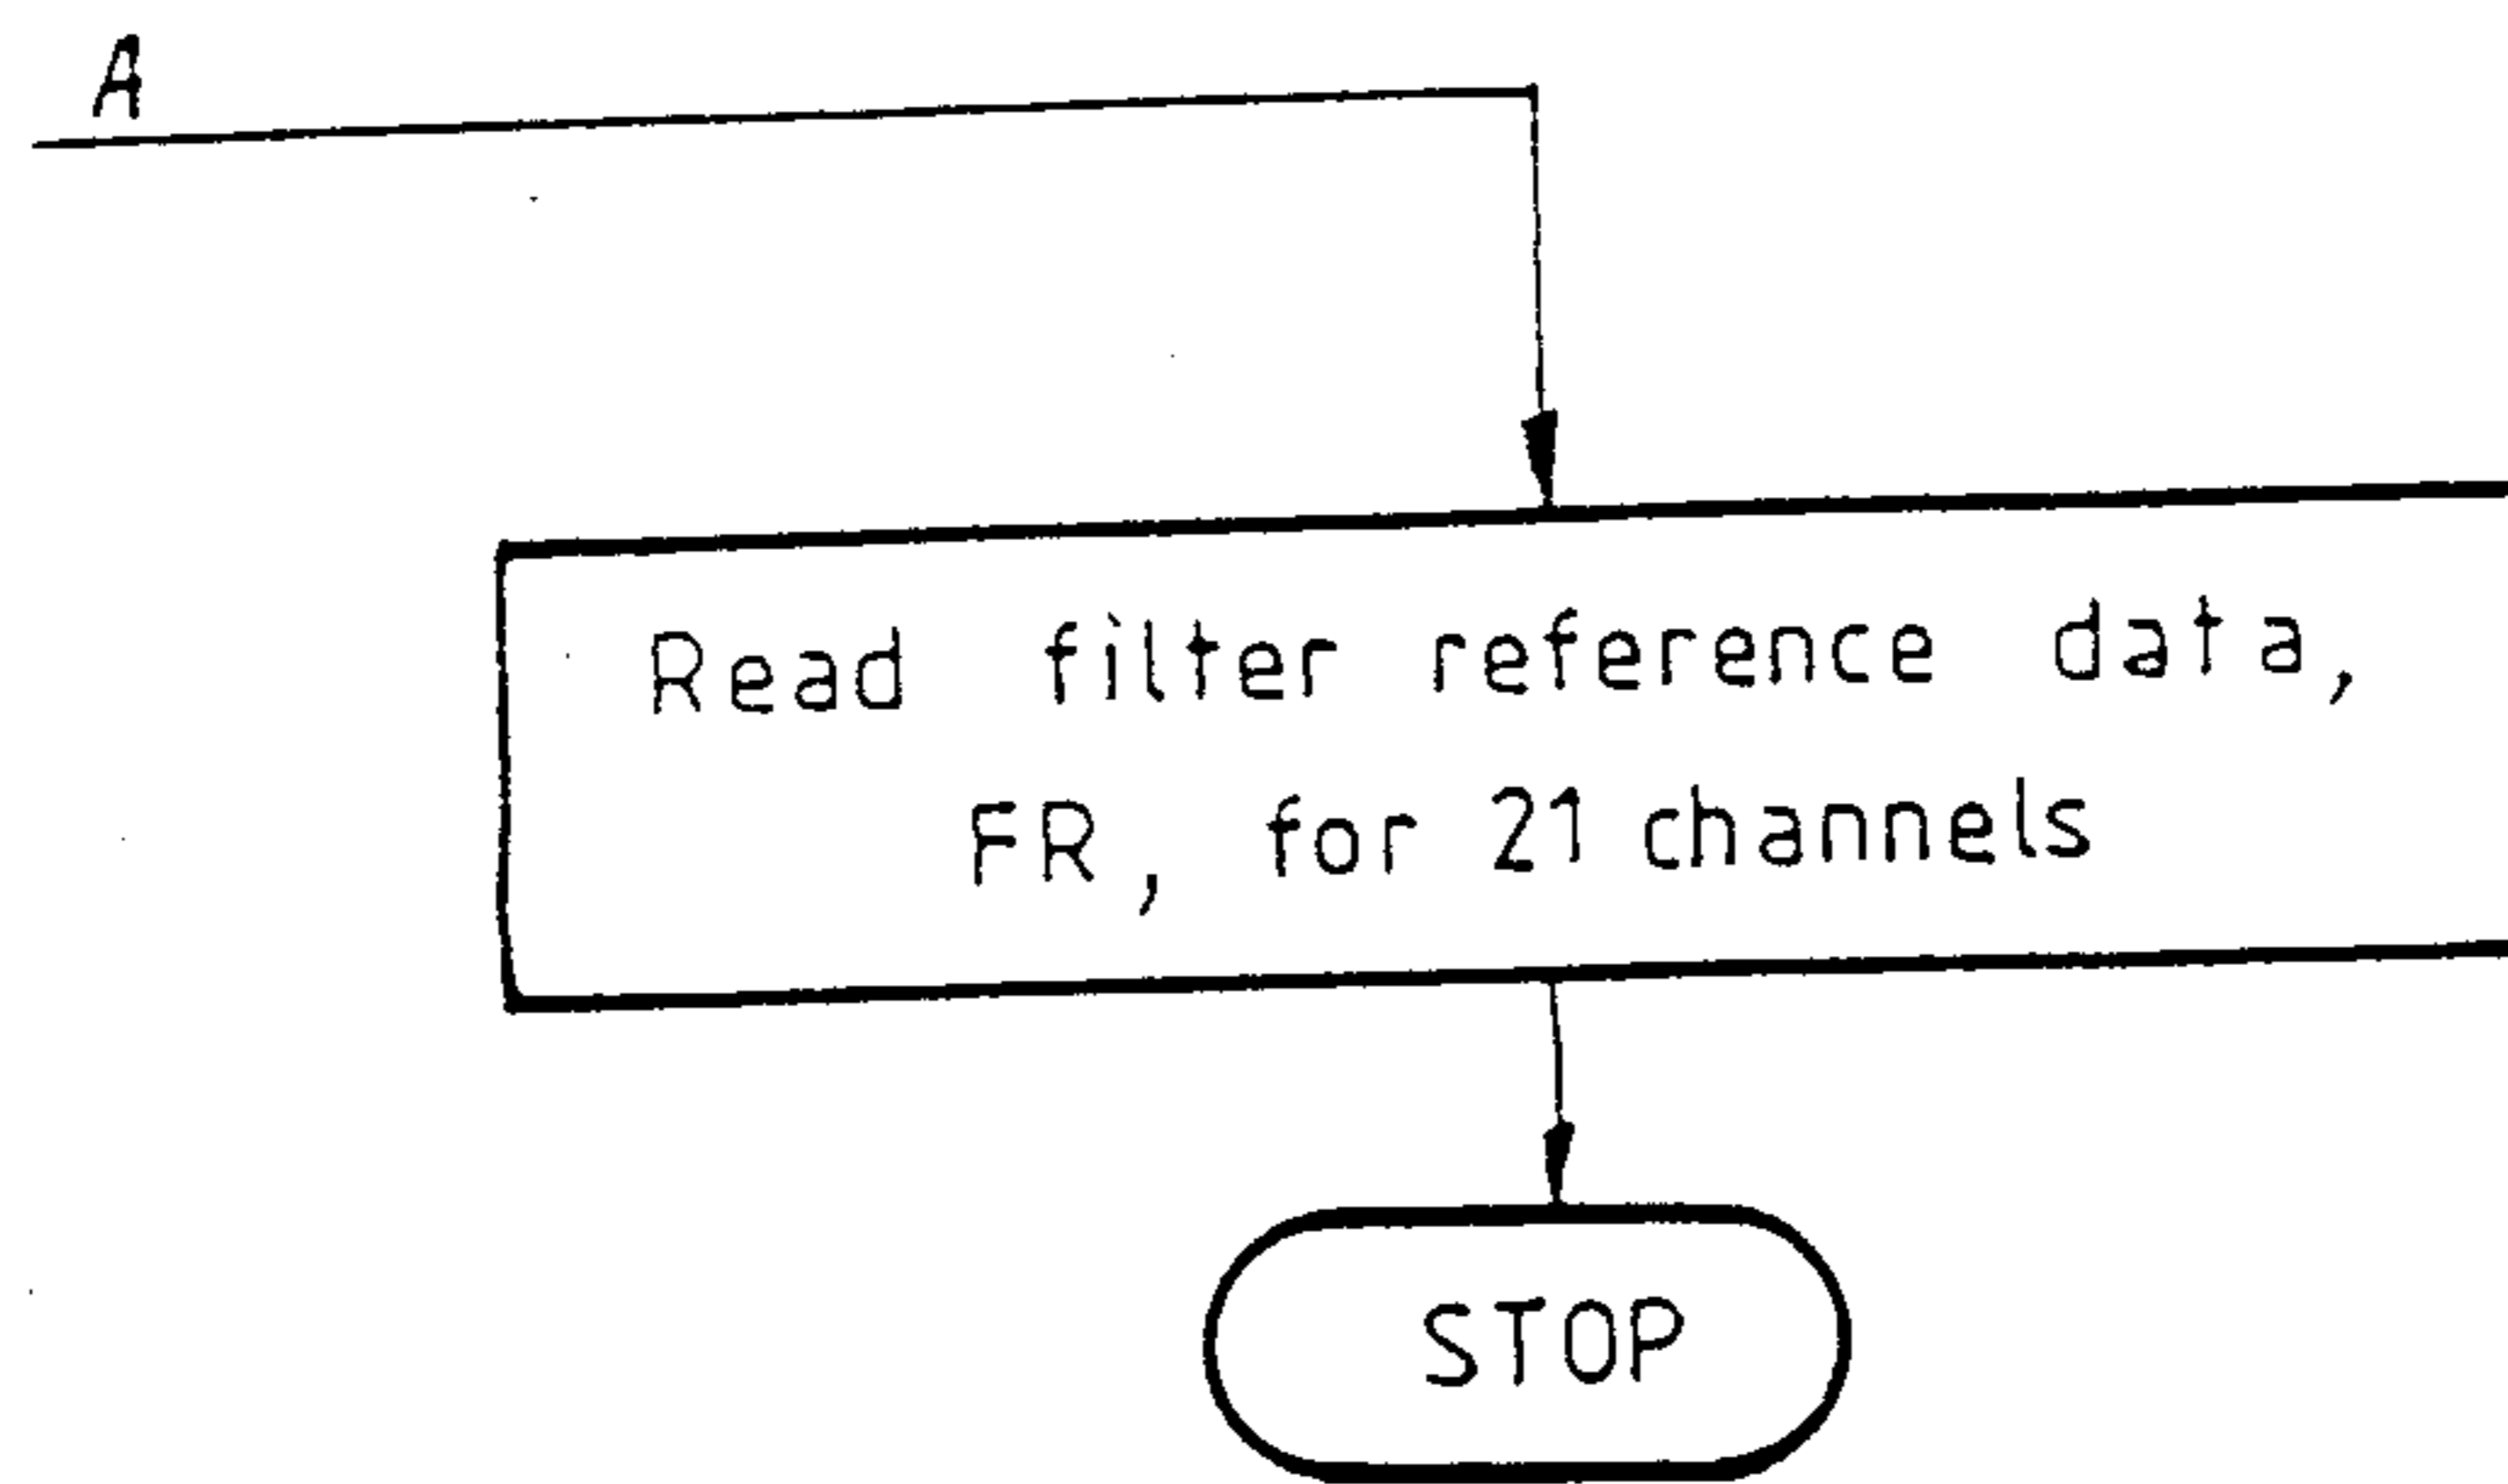 A
Read filter reference data,
FR, for 21 channels
STOP